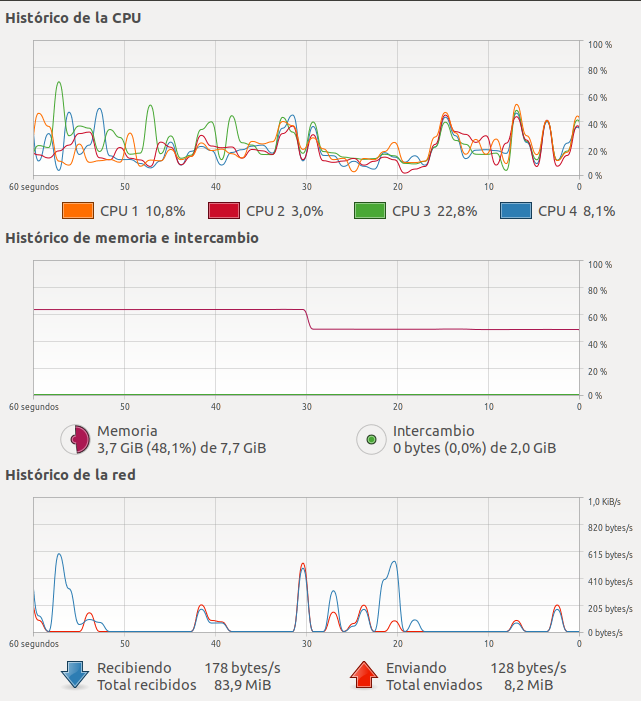 Histórico de la CPU
100 %
80 %
60 %
40 %
20 %
0 %
60 segundos 50 40 30 20 10 0
CPU 1 10,8% CPU 2 3,0% CPU 3 22,8% CPU 4 8,1%
Histórico de memoria e intercambio
100 %
80 %
60 %
40 %
20 %
0 %
60 segundos 50 40 30 20 10 0
Memoria
3,7 GiB (48,1%) de 7,7 GiB
Intercambio
0 bytes (0,0%) de 2,0 GiB
Histórico de la red
1,0 KiB/s
820 bytes/s
615 bytes/s
410 bytes/s
205 bytes/s
0 bytes/s
60 segundos 50 40 30 20 10 0
Recibiendo 178 bytes/s
Total recibidos 83,9 MiB
Enviando 128 bytes/s
Total enviados 8,2 MiB